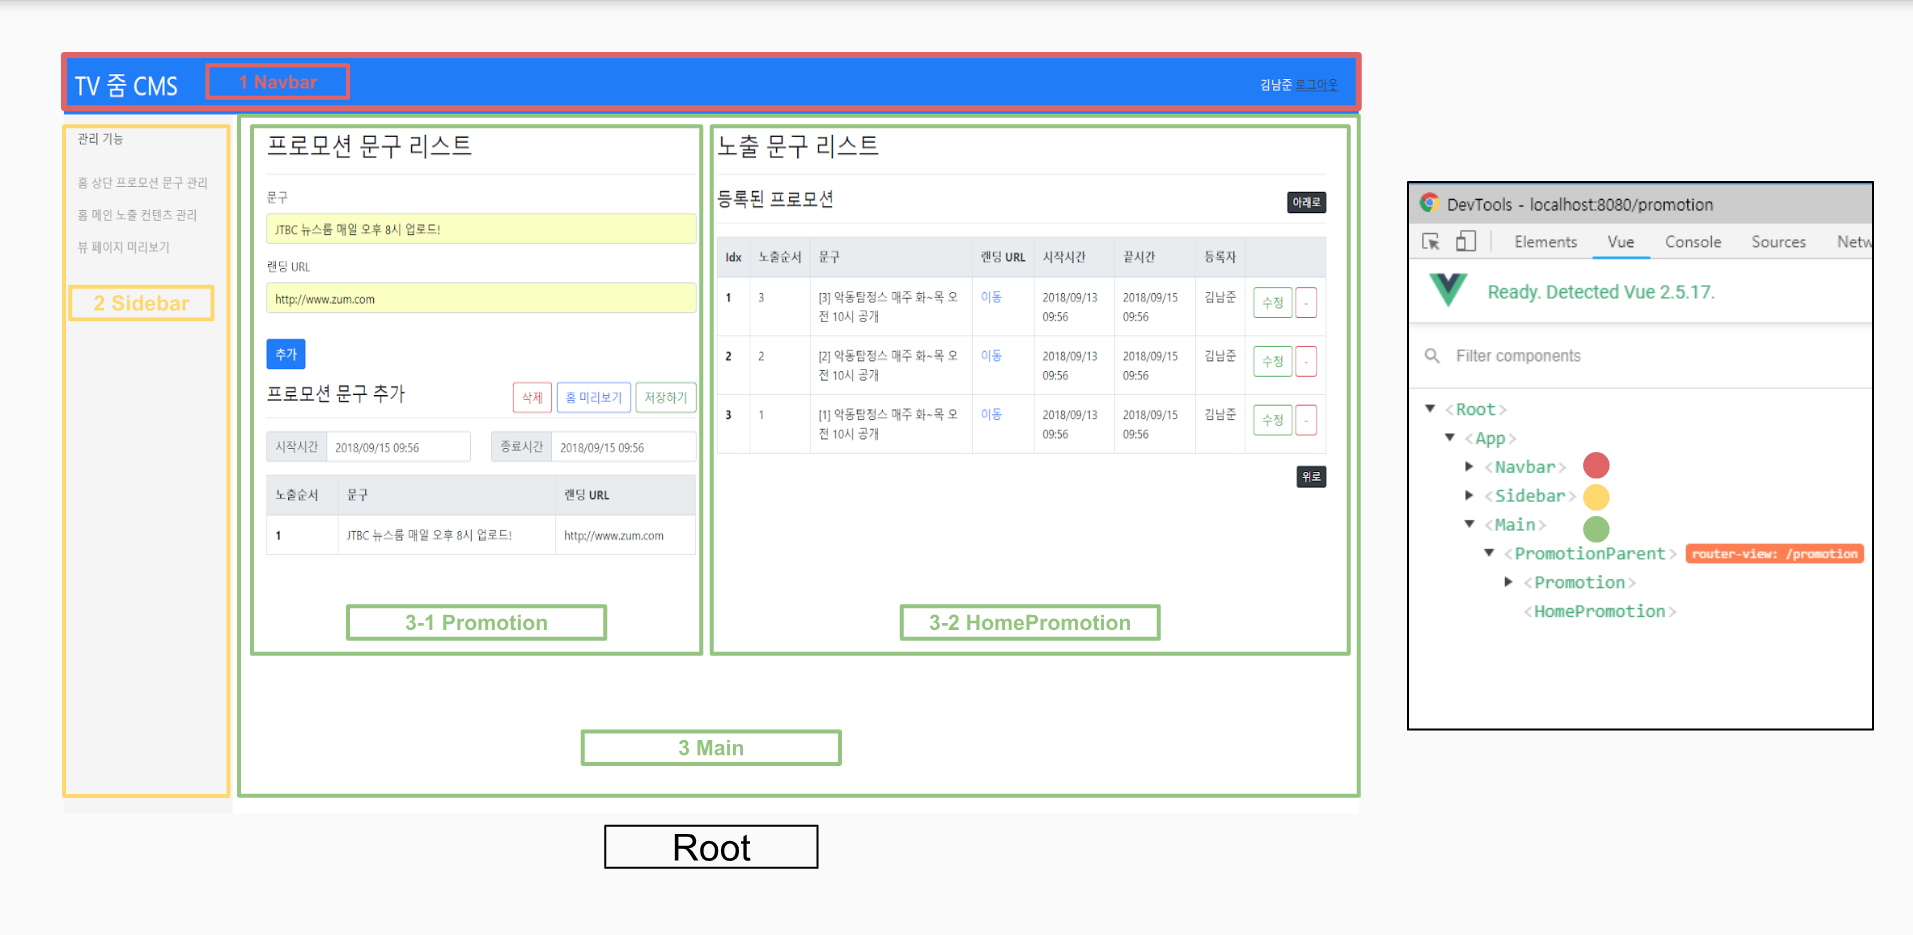 TV 줌 CMS
1 Navbar
김남준 로그아웃
관리 기능
홈 상단 프로모션 문구 관리
홈 메인 노출 컨텐츠 관리
뷰 페이지 미리보기
2 Sidebar
프로모션 문구 리스트
문구
JTBC 뉴스룸 매일 오후 8시 업로드!
랜딩 URL
http://www.zum.com
추가
프로모션 문구 추가
삭제 홈 미리보기 저장하기
시작시간 2018/09/15 09:56 종료시간 2018/09/15 09:56
노출순서 문구 랜딩 URL
1 JTBC 뉴스룸 매일 오후 8시 업로드! http://www.zum.com
3-1 Promotion
노출 문구 리스트
등록된 프로모션
아래로
Idx 노출순서 문구 랜딩 URL 시작시간 끝시간 등록자
1 3 [3] 악동탐정스 매주 화~목 오 이동 2018/09/13 2018/09/15 김남준 수정 -
전 10시 공개 09:56 09:56
2 2 [2] 악동탐정스 매주 화~목 오 이동 2018/09/13 2018/09/15 김남준 수정 -
전 10시 공개 09:56 09:56
3 1 [1] 악동탐정스 매주 화~목 오 이동 2018/09/13 2018/09/15 김남준 수정 -
전 10시 공개 09:56 09:56
위로
3-2 HomePromotion
3 Main
Root
DevTools - localhost:8080/promotion
Elements Vue Console Sources Netw
Ready. Detected Vue 2.5.17.
Filter components
<Root>
<App>
<Navbar>
<Sidebar>
<Main>
<PromotionParent> router-view: /promotion
<Promotion>
<HomePromotion>